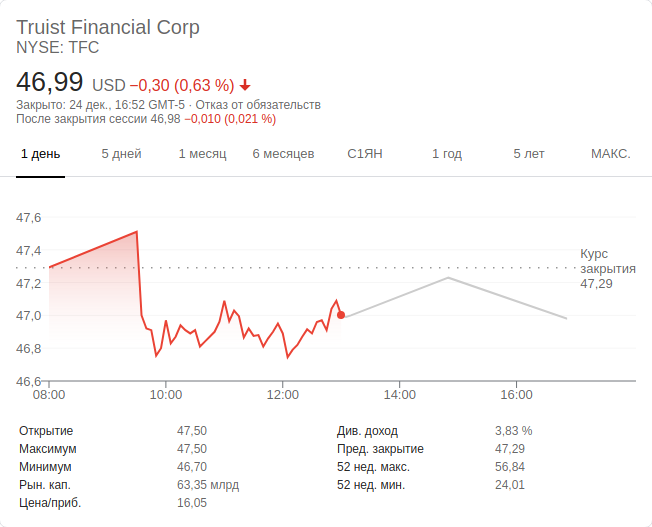 Truist Financial Corp
NYSE: TFC
46,99 USD −0,30 (0,63 %)
Закрыто: 24 дек., 16:52 GMT-5 · Отказ от обязательств
После закрытия сессии 46,98 −0,010 (0,021 %)
1 день 5 дней 1 месяц 6 месяцев С1ЯН 1 год 5 лет МАКС.
47,6
47,4
47,2
47,0
46,8
46,6
Курс
закрытия
47,29
08:00 10:00 12:00 14:00 16:00
Открытие 47,50 Див. доход 3,83 %
Максимум 47,50 Пред. закрытие 47,29
Минимум 46,70 52 нед. макс. 56,84
Рын. кап. 63,35 млрд 52 нед. мин. 24,01
Цена/приб. 16,05